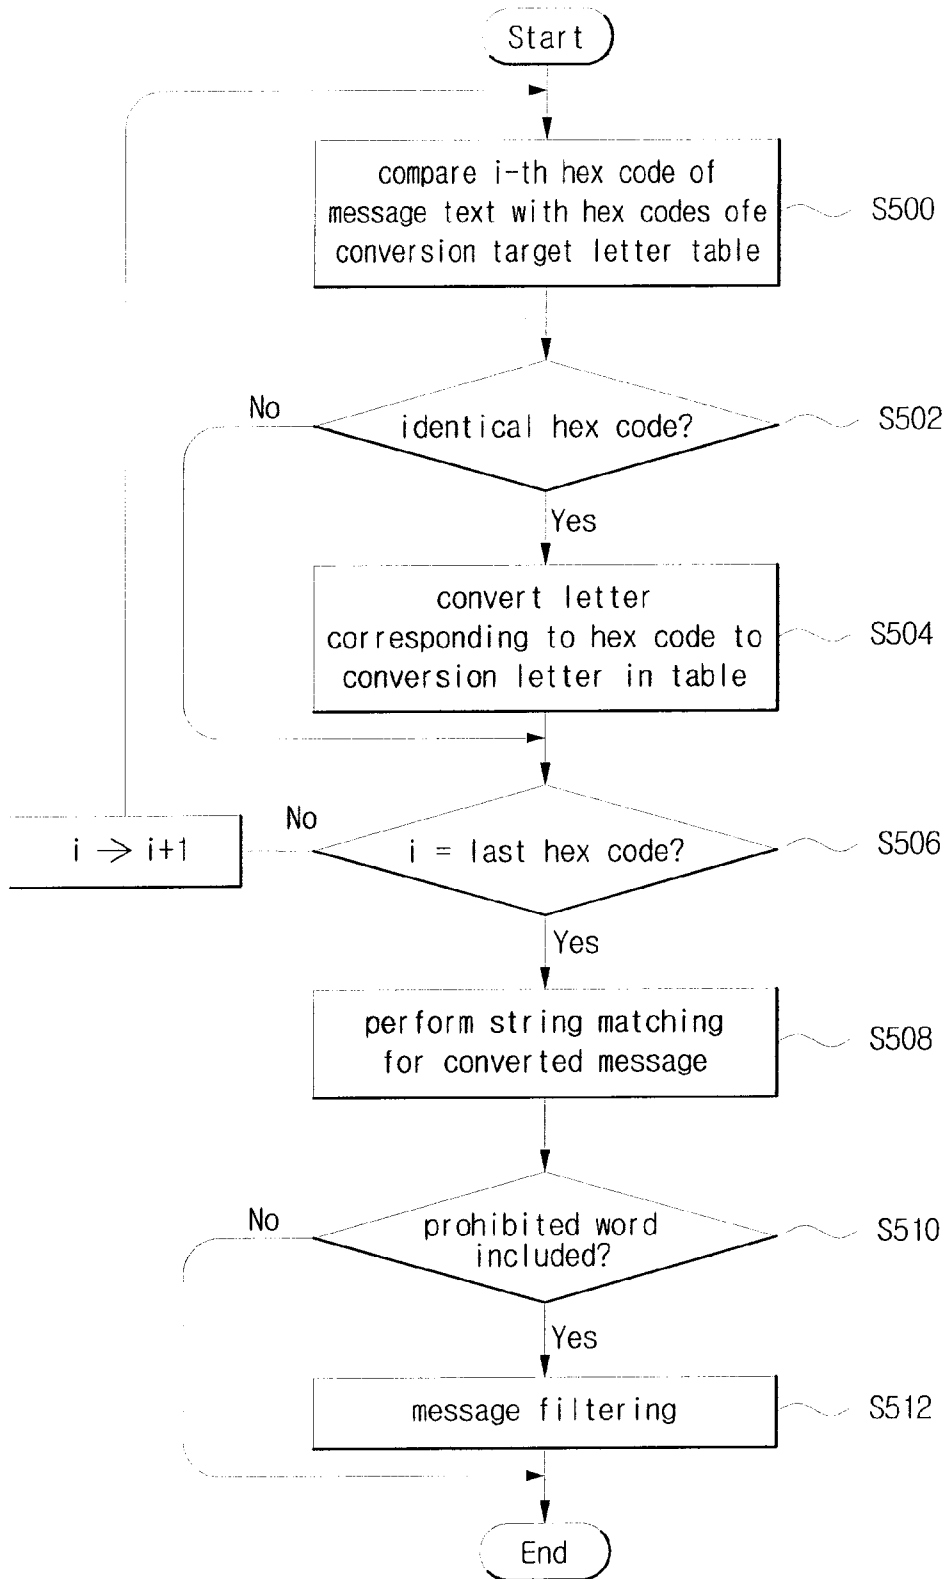 Start
compare i-th hex code of
message text with hex codes ofe
conversion target letter table
S500
No
identical hex code?
S502
Yes
convert letter
corresponding to hex code to
conversion letter in table
S504
i → i+1
No
i = last hex code?
S506
Yes
perform string matching
for converted message
S508
No
prohibited word
included?
S510
Yes
message filtering
S512
End